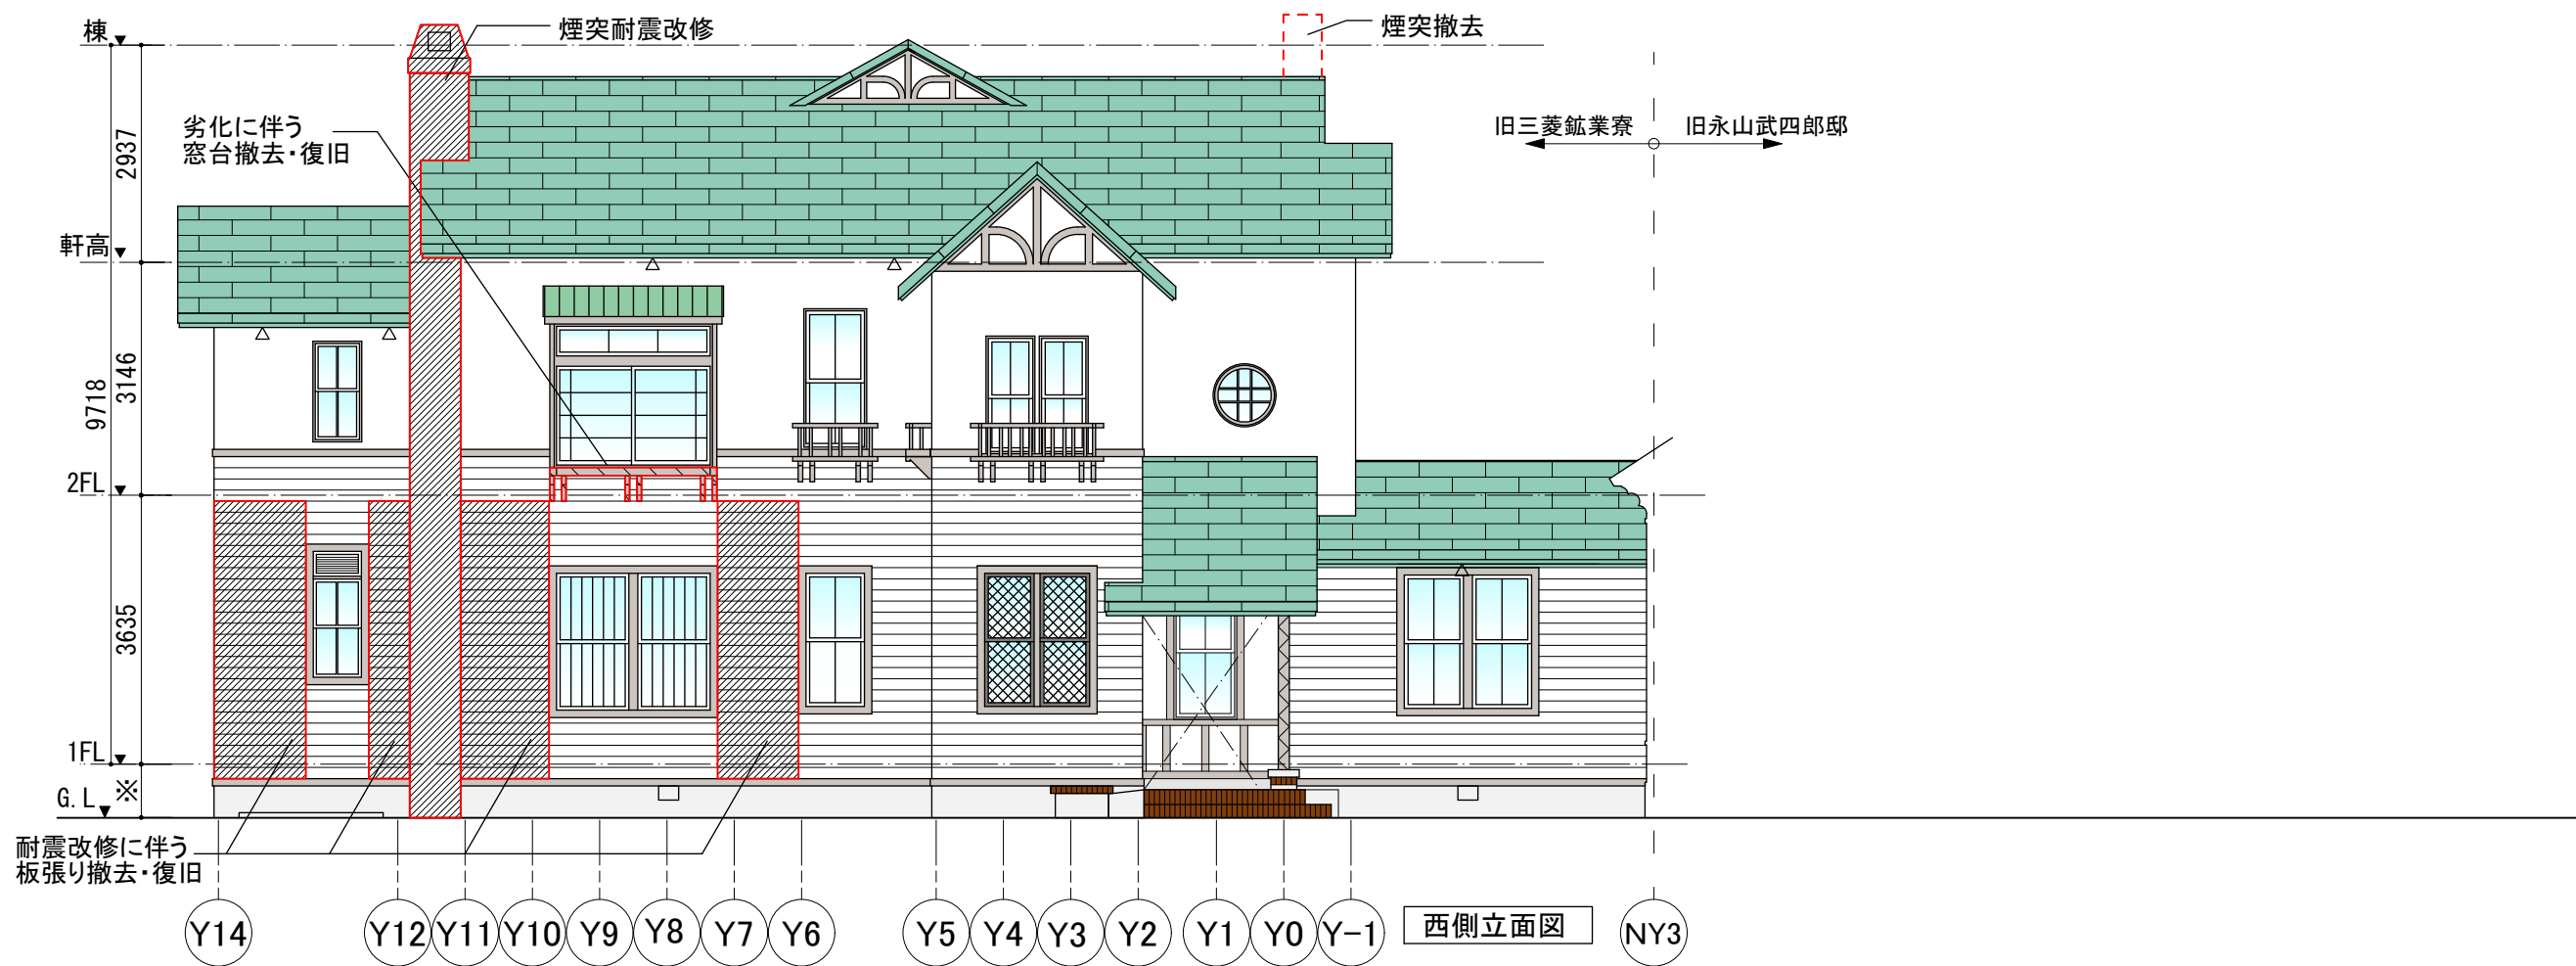 棟
煙突耐震改修
煙突撤去
劣化に伴う
窓台撤去・復旧
旧三菱鉱業寮
旧永山武四郎邸
2937
軒高
9718
3146
2FL
3635
1FL
※
G.L
耐震改修に伴う
板張り撤去・復旧
Y14
Y12
Y11
Y10
Y9
Y8
Y7
Y6
Y5
Y4
Y3
Y2
Y1
Y0
Y-1
西側立面図
NY3